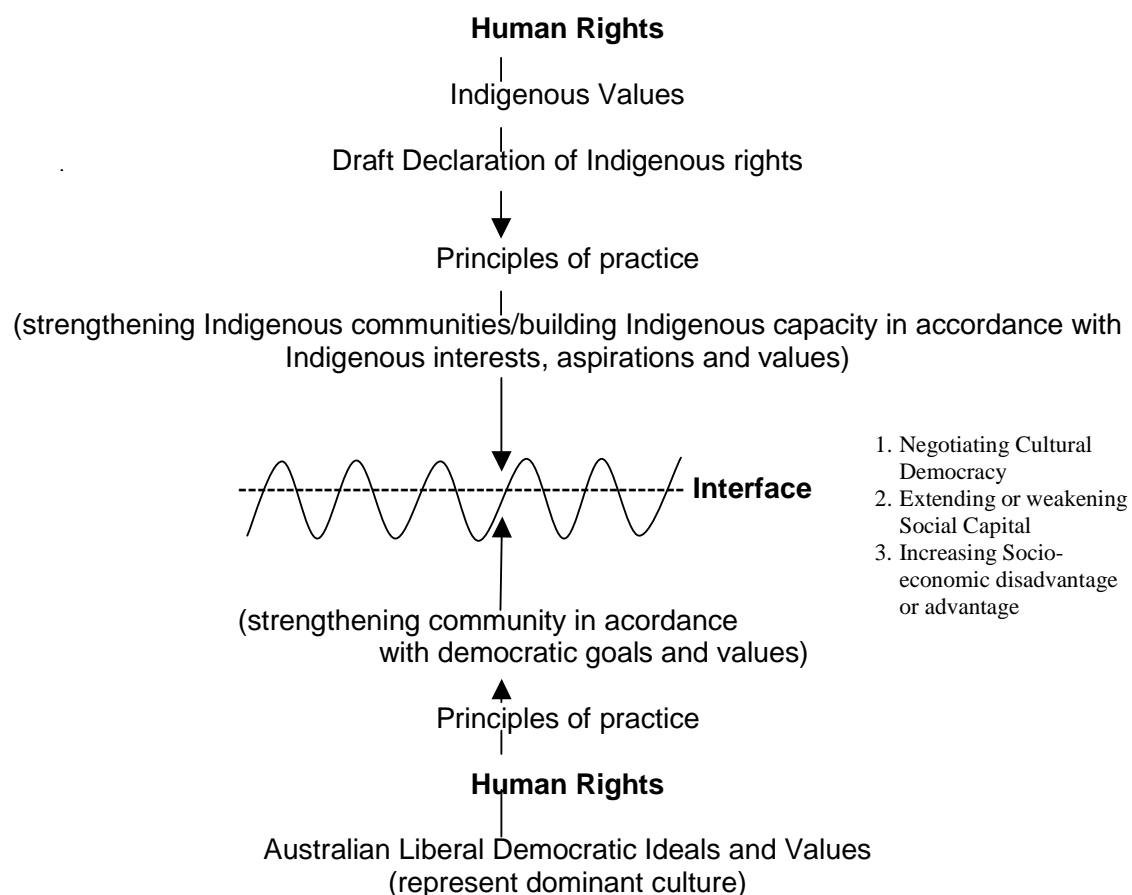 Human Rights
Indigenous Values
Draft Declaration of Indigenous rights
Principles of practice
(strengthening Indigenous communities/building Indigenous capacity in accordance with
Indigenous interests, aspirations and values)
Interface
1. Negotiating Cultural
Democracy
2. Extending or weakening
Social Capital
3. Increasing Socio-
economic disadvantage
or advantage
(strengthening community in acordance
with democratic goals and values)
Principles of practice
Human Rights
Australian Liberal Democratic Ideals and Values
(represent dominant culture)